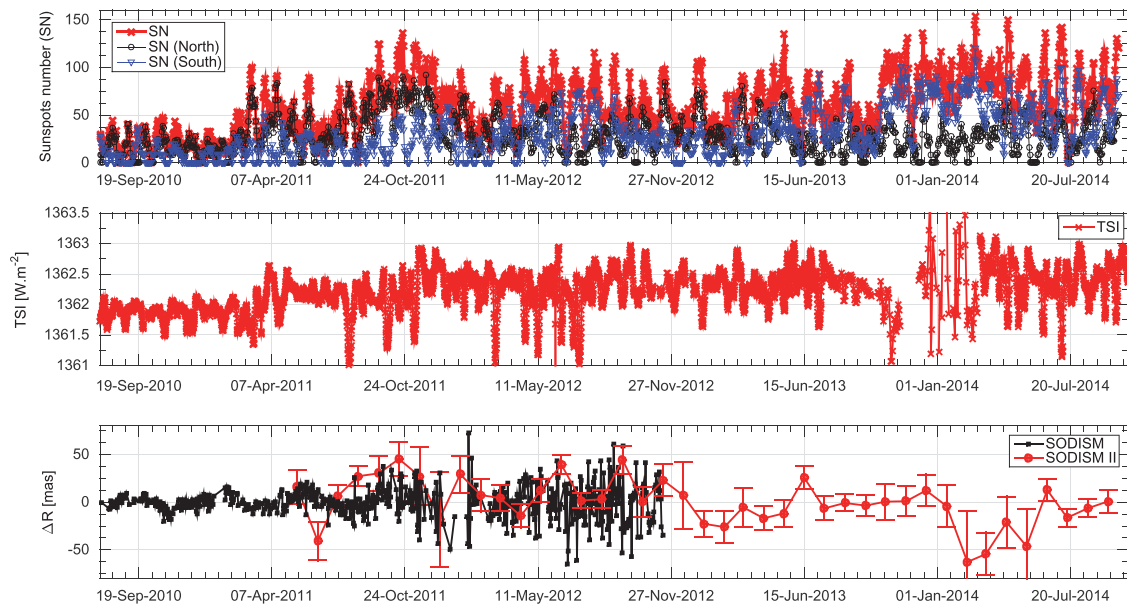 Sunspots number (SN)
150
100
50
0
SN
SN (North)
SN (South)
19-Sep-2010 07-Apr-2011 24-Oct-2011 11-May-2012 27-Nov-2012 15-Jun-2013 01-Jan-2014 20-Jul-2014
TSI [W.m-2]
1363.5
1363
1362.5
1362
1361.5
1361
TSI
19-Sep-2010 07-Apr-2011 24-Oct-2011 11-May-2012 27-Nov-2012 15-Jun-2013 01-Jan-2014 20-Jul-2014
Δ R [mas]
50
0
-50
SODISM
SODISM II
19-Sep-2010 07-Apr-2011 24-Oct-2011 11-May-2012 27-Nov-2012 15-Jun-2013 01-Jan-2014 20-Jul-2014